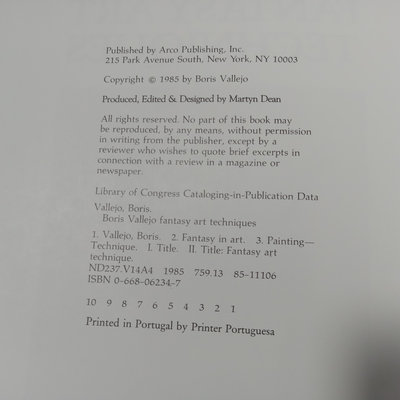 Published by Arco Publishing, Inc.
215 Park Avenue South, New York, NY 10003
Copyright © 1985 by Boris Vallejo
Produced, Edited & Designed by Martyn Dean
All rights reserved. No part of this book may
be reproduced, by any means, without permission
in writing from the publisher, except by a
reviewer who wishes to quote brief excerpts in
connection with a review in a magazine or
newspaper.
Library of Congress Cataloging-in-Publication Data
Vallejo, Boris.
Boris Vallejo fantasy art techniques
1. Vallejo, Boris. 2. Fantasy in art. 3. Painting—
Technique. I. Title. II. Title: Fantasy art
technique.
ND237.V14A4 1985 759.13 85-11106
ISBN 0-668-06234-7
10 9 8 7 6 5 4 3 2 1
Printed in Portugal by Printer Portuguesa